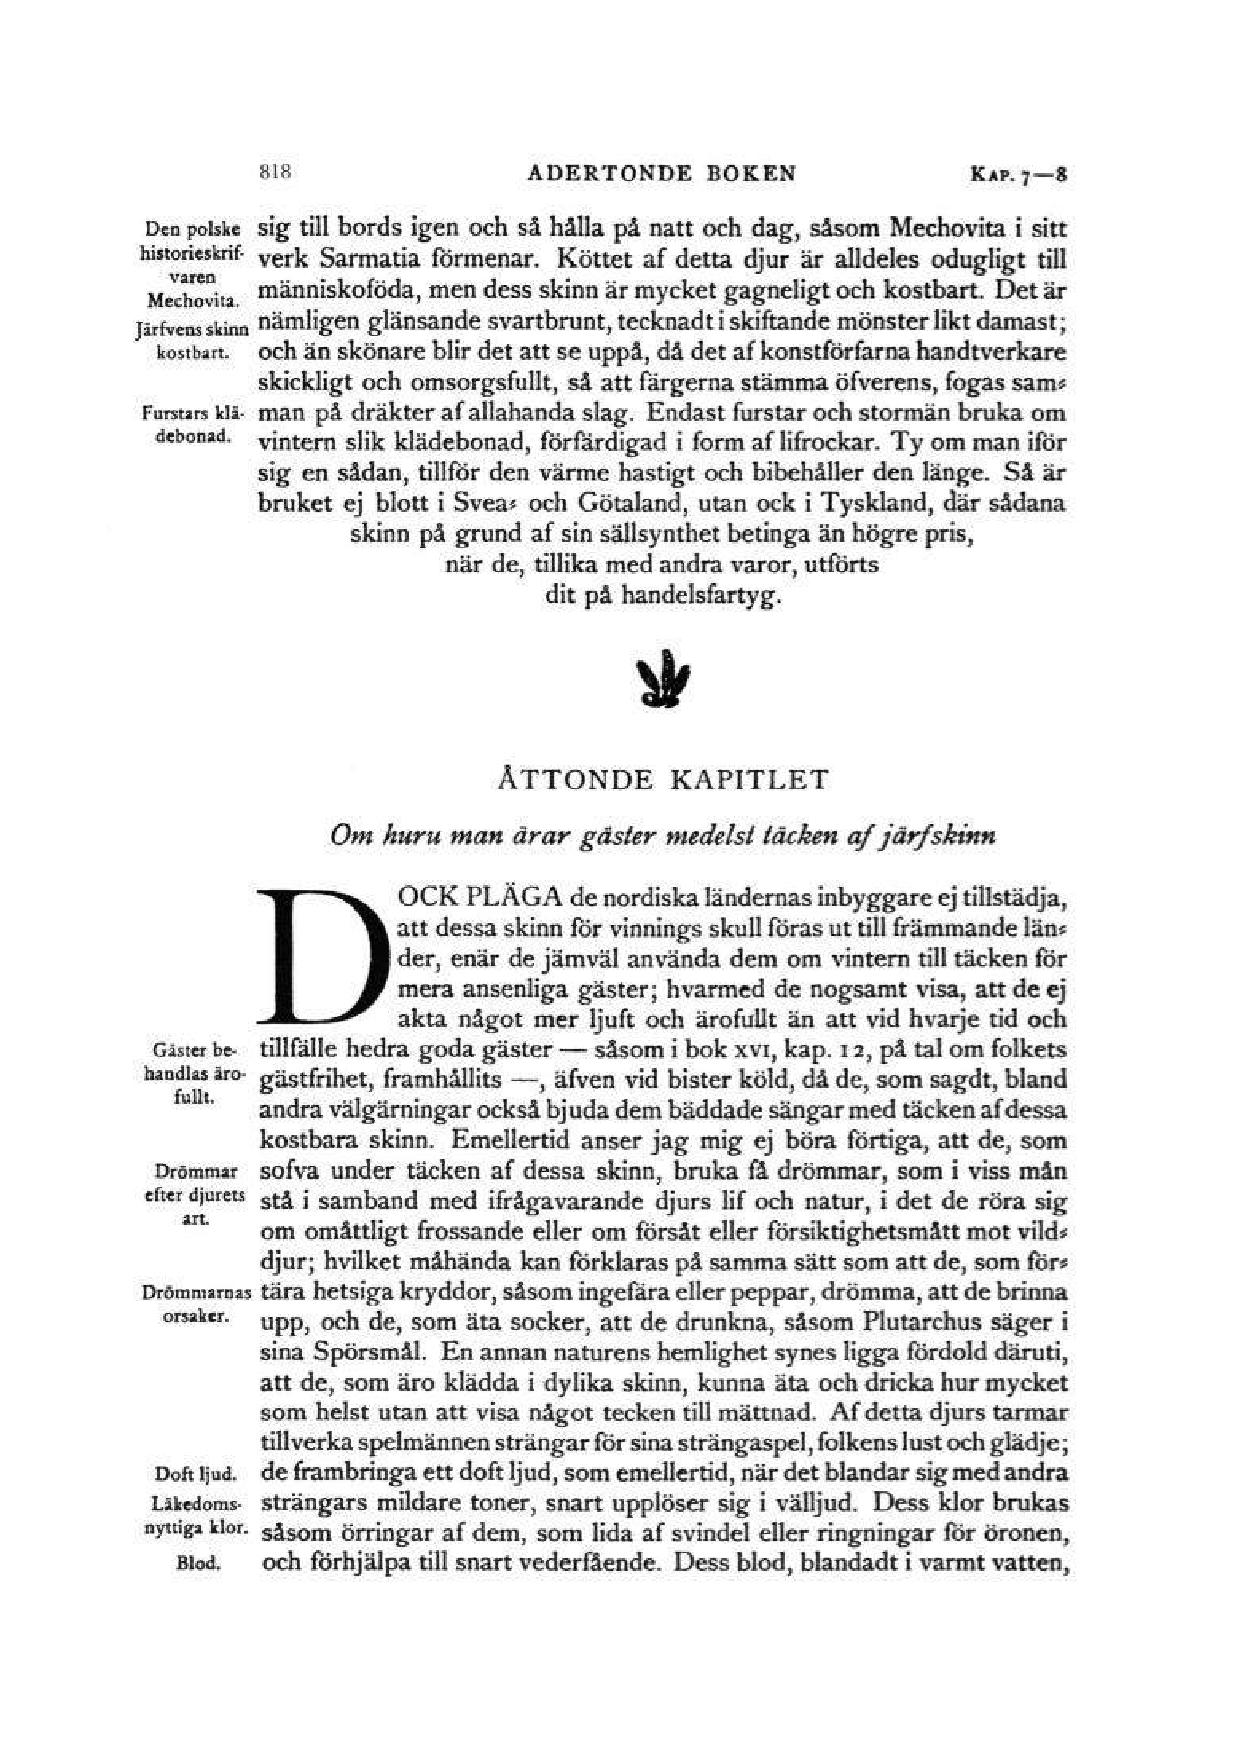 818 ADERTONDE BOKEN KAP. 7—8
Den polske
historieskrif-
varen
Mechovita.
Järfvens skinn
kostbart.
Furstars klä-
debonad.
sig till bords igen och så hålla på natt och dag, såsom Mechovita i sitt
verk Sarmatia förmenar. Köttet af detta djur är alldeles odugligt till
människoföda, men dess skinn är mycket gagneligt och kostbart. Det är
nämligen glänsande svartbrunt, tecknadt i skiftande mönster likt damast;
och än skönare blir det att se uppå, då det af konstförfarna handtverkare
skickligt och omsorgsfullt, så att färgerna stämma öfverens, fogas sam-
man på dräkter af allahanda slag. Endast furstar och stormän bruka om
vintern slik klädebonad, förfärdigad i form af lifrockar. Ty om man iför
sig en sådan, tillför den värme hastigt och bibehåller den länge. Så är
bruket ej blott i Svea- och Götaland, utan ock i Tyskland, där sådana
skinn på grund af sin sällsynthet betinga än högre pris,
när de, tillika med andra varor, utförts
dit på handelsfartyg.
ÅTTONDE KAPITLET
Om huru man ärar gäster medelst täcken af järfskinn
DOCK PLÄGA de nordiska ländernas inbyggare ej tillstädja,
att dessa skinn för vinnings skull föras ut till främmande län-
der, enär de jämväl använda dem om vintern till täcken för
mera ansenliga gäster; hvarmed de nogsamt visa, att de ej
akta något mer ljuft och ärofullt än att vid hvarje tid och
tillfälle hedra goda gäster — såsom i bok XVI, kap. 12, på tal om folkets
gästfrihet, framhållits —, äfven vid bister köld, då de, som sagdt, bland
andra välgärningar också bjuda dem bäddade sängar med täcken af dessa
kostbara skinn. Emellertid anser jag mig ej böra förtiga, att de, som
sofva under täcken af dessa skinn, bruka få drömmar, som i viss mån
stå i samband med ifrågavarande djurs lif och natur, i det de röra sig
om omåttligt frossande eller om försåt eller försiktighetsmått mot vild-
djur; hvilket måhända kan förklaras på samma sätt som att de, som för-
tära hetsiga kryddor, såsom ingefära eller peppar, drömma, att de brinna
upp, och de, som äta socker, att de drunkna, såsom Plutarchus säger i
sina Spörsmål. En annan naturens hemlighet synes ligga fördold däruti,
att de, som äro klädda i dylika skinn, kunna äta och dricka hur mycket
som helst utan att visa något tecken till mättnad. Af detta djurs tarmar
tillverka spelmännen strängar för sina strängaspel, folkens lust och glädje;
de frambringa ett doft ljud, som emellertid, när det blandar sig med andra
strängars mildare toner, snart upplöser sig i välljud. Dess klor brukas
såsom örringar af dem, som lida af svindel eller ringningar för öronen,
och förhjälpa till snart vederfående. Dess blod, blandadt i varmt vatten,
Gäster be-
handlas äro-
fullt.
Drömmar
efter djurets
art.
Drömmarnas
orsaker.
Doft ljud.
Läkedoms-
nyttiga klor.
Blod.